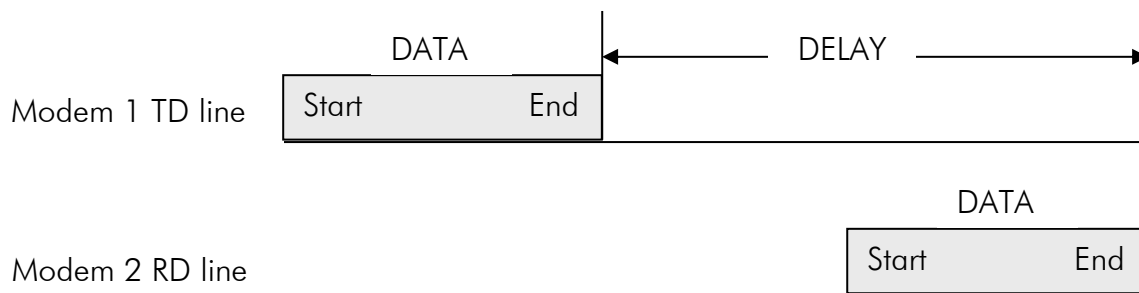 DATA DELAY
Modem 1 TD line Start End
DATA
Modem 2 RD line Start End